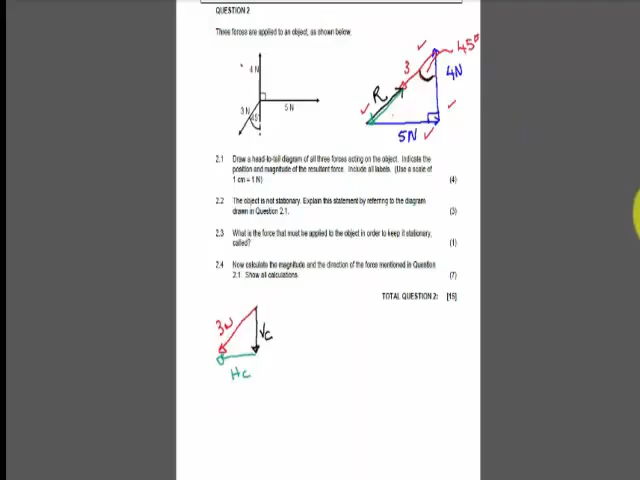 QUESTION 2
Three forces are applied to an object, as shown below.
4 N
5 N
3 N
45°
R
3
45°
4N
5N
2.1 Draw a head-to-tail diagram of all three forces acting on the object. Indicate the
position and magnitude of the resultant force. Include all labels. (Use a scale of
1 cm = 1 N) (4)
2.2 The object is not stationary. Explain this statement by referring to the diagram
drawn in Question 2.1. (3)
2.3 What is the force that must be applied to the object in order to keep it stationary,
called? (1)
2.4 Now calculate the magnitude and the direction of the force mentioned in Question
2.1. Show all calculations. (7)
TOTAL QUESTION 2: [15]
3N
Vc
Hc